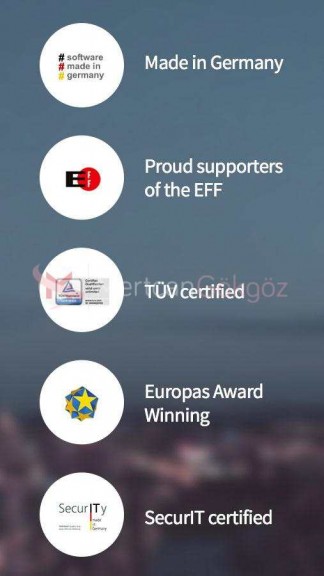 # software
# made in
# germany
Made in Germany
EFF
Proud supporters
of the EFF
TÜV certified
Europas Award
Winning
SecurITy
made
in
Germany
SecurIT certified